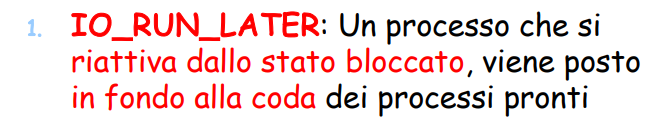 1. IO_RUN_LATER: Un processo che si
riattiva dallo stato bloccato, viene posto
in fondo alla coda dei processi pronti